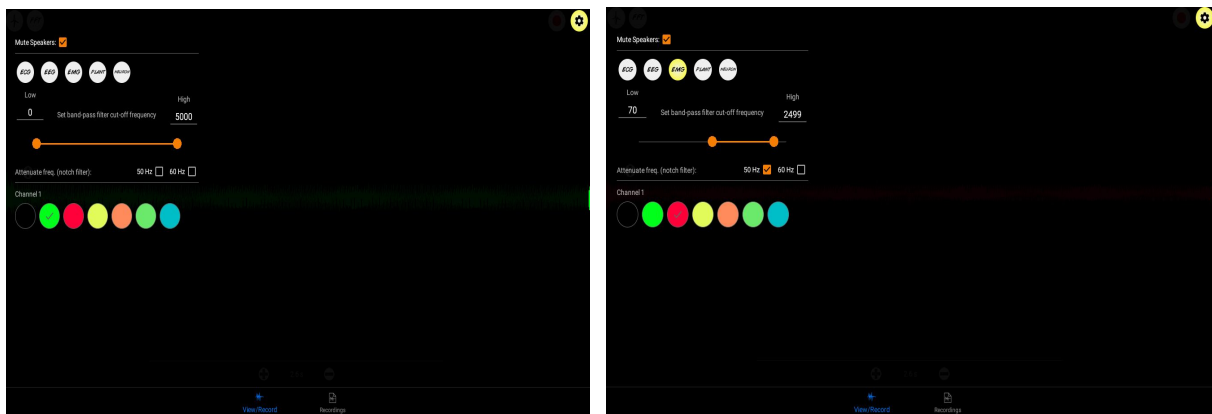 Mute Speakers:
ECG EEG EMG PLANT NEURON
Low
High
0 Set band-pass filter cut-off frequency 5000
Attenuate freq. (notch filter): 50 Hz 60 Hz
Channel 1
View/Record Recordings
Mute Speakers:
ECG EEG EMG PLANT NEURON
Low
High
70 Set band-pass filter cut-off frequency 2499
Attenuate freq. (notch filter): 50 Hz 60 Hz
Channel 1
View/Record Recordings